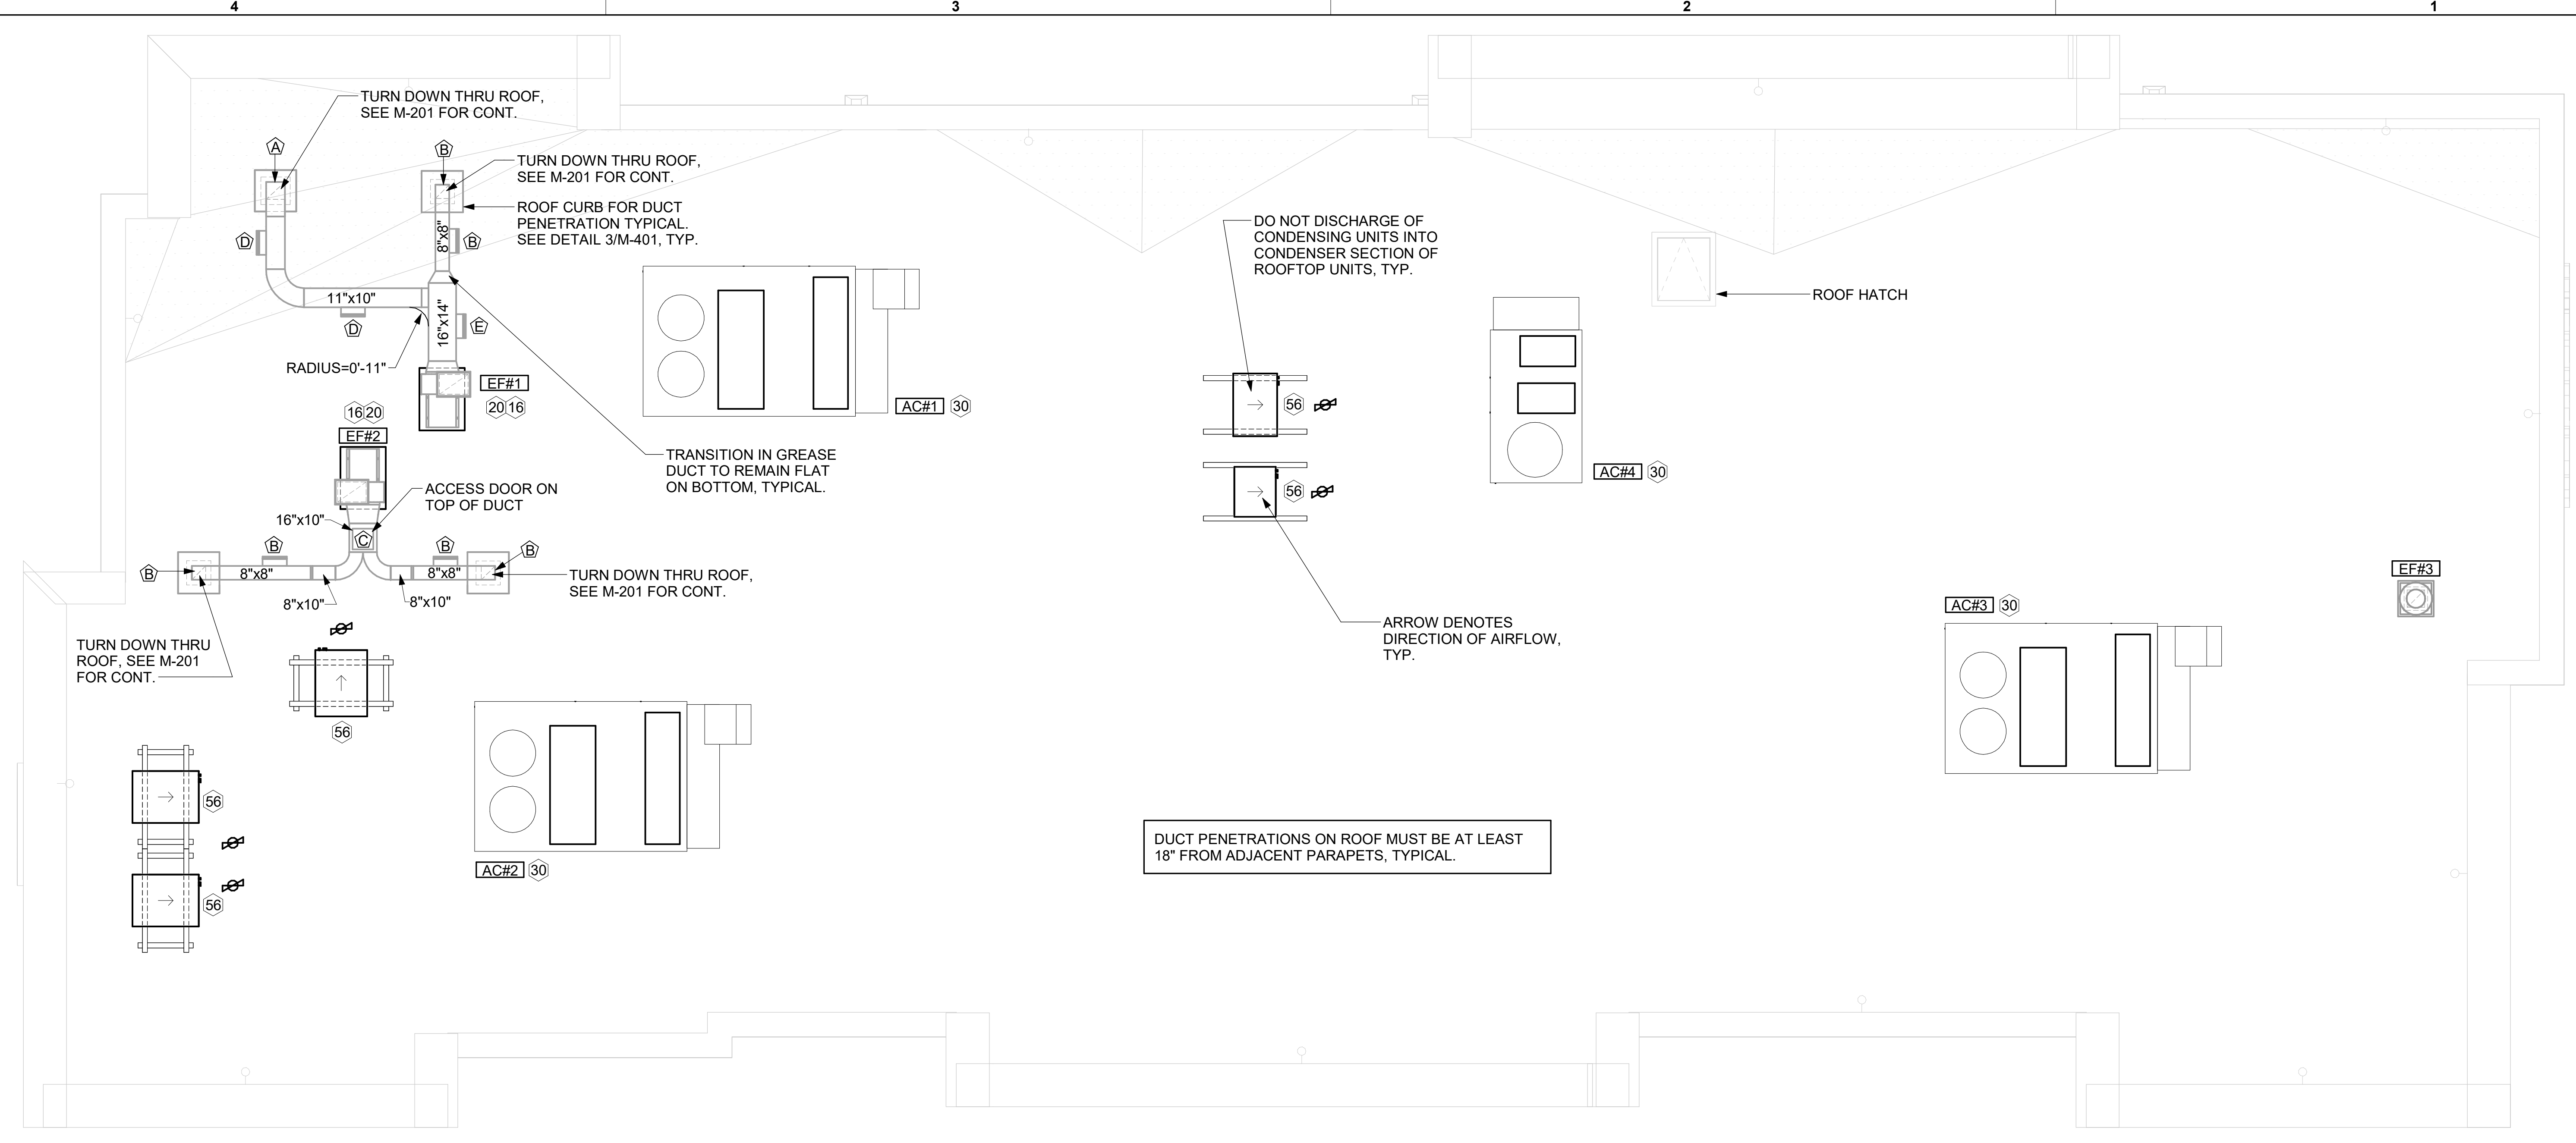 4
3
2
1
TURN DOWN THRU ROOF,
SEE M-201 FOR CONT.
A
B
TURN DOWN THRU ROOF,
SEE M-201 FOR CONT.
ROOF CURB FOR DUCT
PENETRATION TYPICAL.
SEE DETAIL 3/M-401, TYP.
D
8"x8"
B
11"x10"
D
16"x14"
E
RADIUS=0'-11"
EF#1
20
16
16
20
EF#2
AC#1
30
TRANSITION IN GREASE
DUCT TO REMAIN FLAT
ON BOTTOM, TYPICAL.
ACCESS DOOR ON
TOP OF DUCT
16"x10"
C
B
B
B
B
8"x8"
8"x8"
8"x10"
8"x10"
TURN DOWN THRU ROOF,
SEE M-201 FOR CONT.
TURN DOWN THRU
ROOF, SEE M-201
FOR CONT.
56
56
56
AC#2
30
DO NOT DISCHARGE OF
CONDENSING UNITS INTO
CONDENSER SECTION OF
ROOFTOP UNITS, TYP.
ROOF HATCH
56
56
AC#4
30
ARROW DENOTES
DIRECTION OF AIRFLOW,
TYP.
EF#3
AC#3
30
DUCT PENETRATIONS ON ROOF MUST BE AT LEAST
18" FROM ADJACENT PARAPETS, TYPICAL.